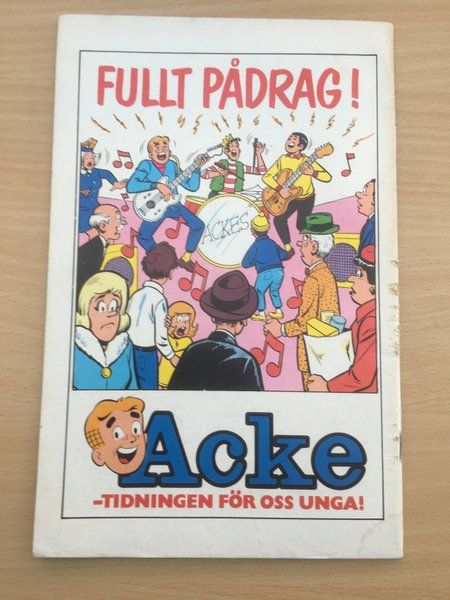 FULLT PÅDRAG!
ACKES
Acke
-TIDNINGEN FÖR OSS UNGA!